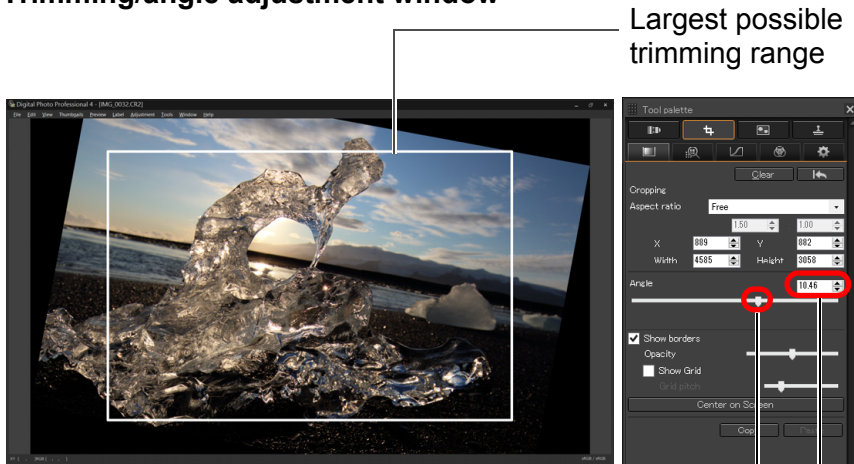 Trimming/angle adjustment window
Largest possible
trimming range
Digital Photo Professional 4 - [IMG_0032.CR2]
File Edit View Thumbnails Preview Label Adjustment Tools Window Help
Tool palette
Clear
Cropping
Aspect ratio Free
1.50 1.00
X 889 Y 882
Width 4585 Height 3058
Angle 10.46
Show borders
Opacity
Show Grid
Grid pitch
Center on Screen
Copy Paste